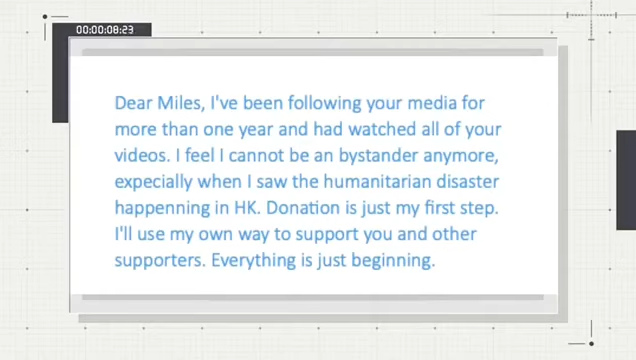 00:00:08:23
Dear Miles, I've been following your media for
more than one year and had watched all of your
videos. I feel I cannot be an bystander anymore,
expecially when I saw the humanitarian disaster
happenning in HK. Donation is just my first step.
I'll use my own way to support you and other
supporters. Everything is just beginning.